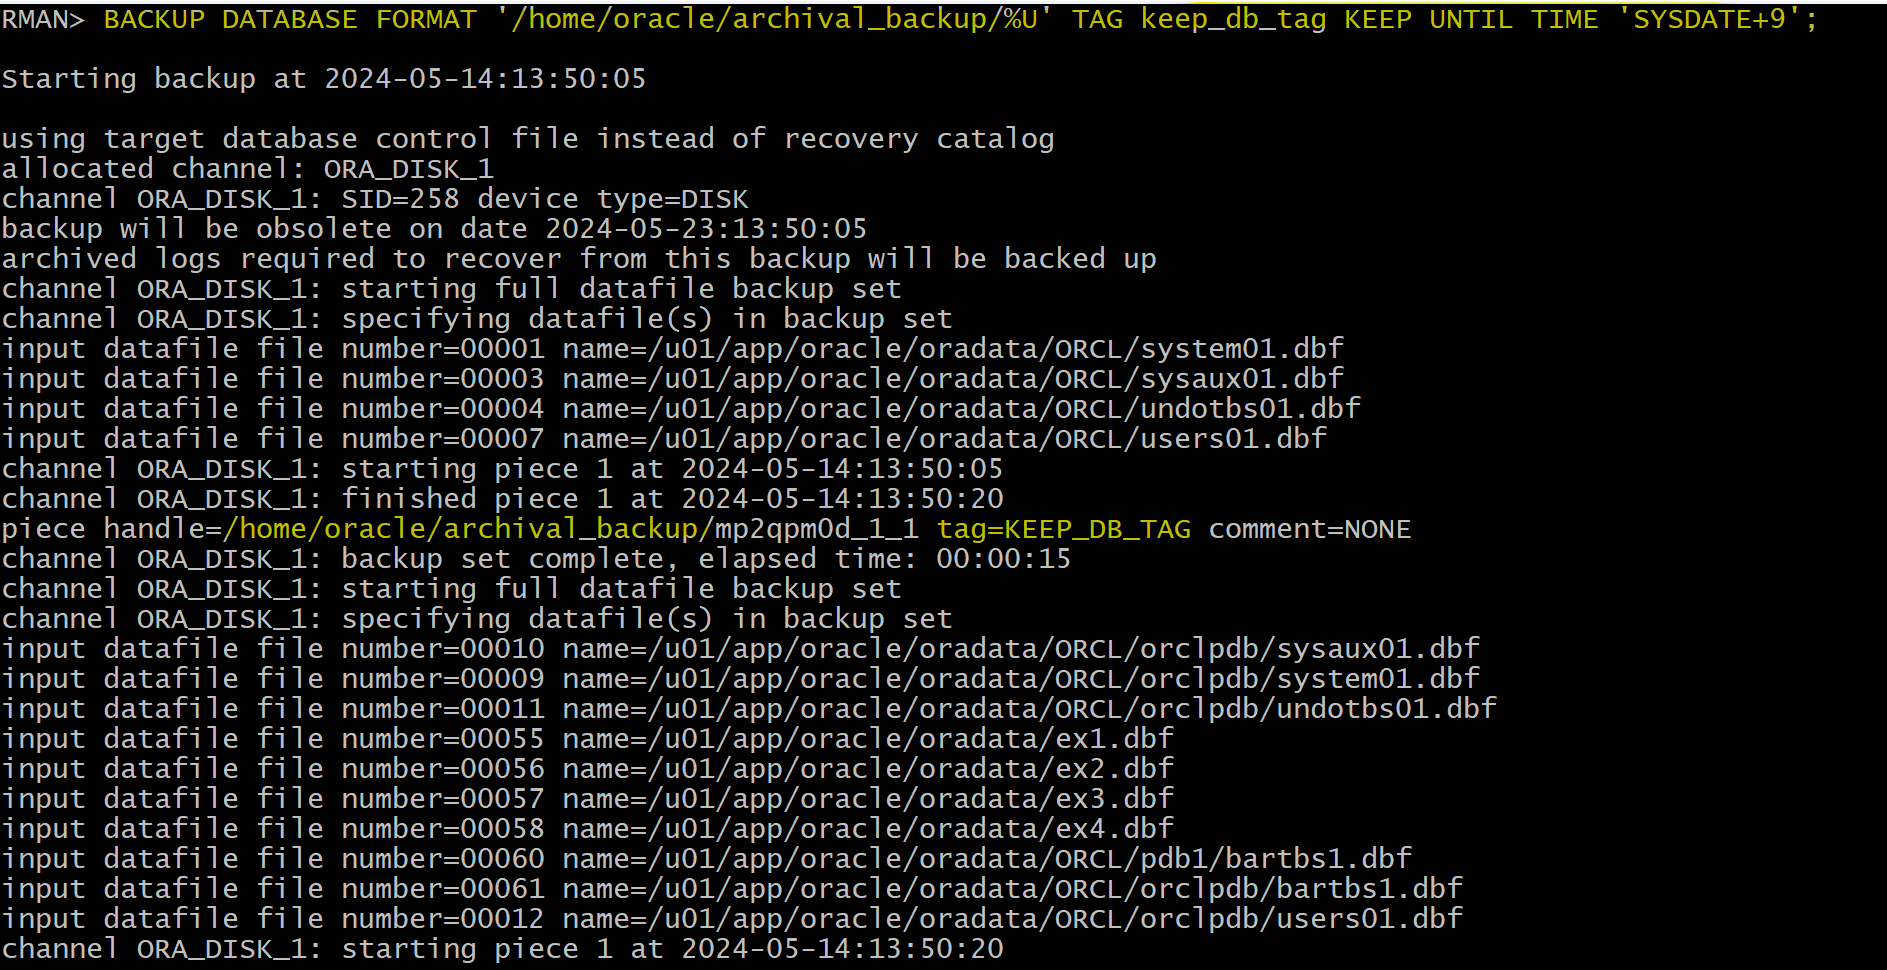 RMAN> BACKUP DATABASE FORMAT '/home/oracle/archival_backup/%U' TAG keep_db_tag KEEP UNTIL TIME 'SYSDATE+9';
Starting backup at 2024-05-14:13:50:05
using target database control file instead of recovery catalog
allocated channel: ORA_DISK_1
channel ORA_DISK_1: SID=258 device type=DISK
backup will be obsolete on date 2024-05-23:13:50:05
archived logs required to recover from this backup will be backed up
channel ORA_DISK_1: starting full datafile backup set
channel ORA_DISK_1: specifying datafile(s) in backup set
input datafile file number=00001 name=/u01/app/oracle/oradata/ORCL/system01.dbf
input datafile file number=00003 name=/u01/app/oracle/oradata/ORCL/sysaux01.dbf
input datafile file number=00004 name=/u01/app/oracle/oradata/ORCL/undotbs01.dbf
input datafile file number=00007 name=/u01/app/oracle/oradata/ORCL/users01.dbf
channel ORA_DISK_1: starting piece 1 at 2024-05-14:13:50:05
channel ORA_DISK_1: finished piece 1 at 2024-05-14:13:50:20
piece handle=/home/oracle/archival_backup/mp2qpm0d_1_1 tag=KEEP_DB_TAG comment=NONE
channel ORA_DISK_1: backup set complete, elapsed time: 00:00:15
channel ORA_DISK_1: starting full datafile backup set
channel ORA_DISK_1: specifying datafile(s) in backup set
input datafile file number=00010 name=/u01/app/oracle/oradata/ORCL/orclpdb/sysaux01.dbf
input datafile file number=00009 name=/u01/app/oracle/oradata/ORCL/orclpdb/system01.dbf
input datafile file number=00011 name=/u01/app/oracle/oradata/ORCL/orclpdb/undotbs01.dbf
input datafile file number=00055 name=/u01/app/oracle/oradata/ex1.dbf
input datafile file number=00056 name=/u01/app/oracle/oradata/ex2.dbf
input datafile file number=00057 name=/u01/app/oracle/oradata/ex3.dbf
input datafile file number=00058 name=/u01/app/oracle/oradata/ex4.dbf
input datafile file number=00060 name=/u01/app/oracle/oradata/ORCL/pdb1/bartbs1.dbf
input datafile file number=00061 name=/u01/app/oracle/oradata/ORCL/orclpdb/bartbs1.dbf
input datafile file number=00012 name=/u01/app/oracle/oradata/ORCL/orclpdb/users01.dbf
channel ORA_DISK_1: starting piece 1 at 2024-05-14:13:50:20